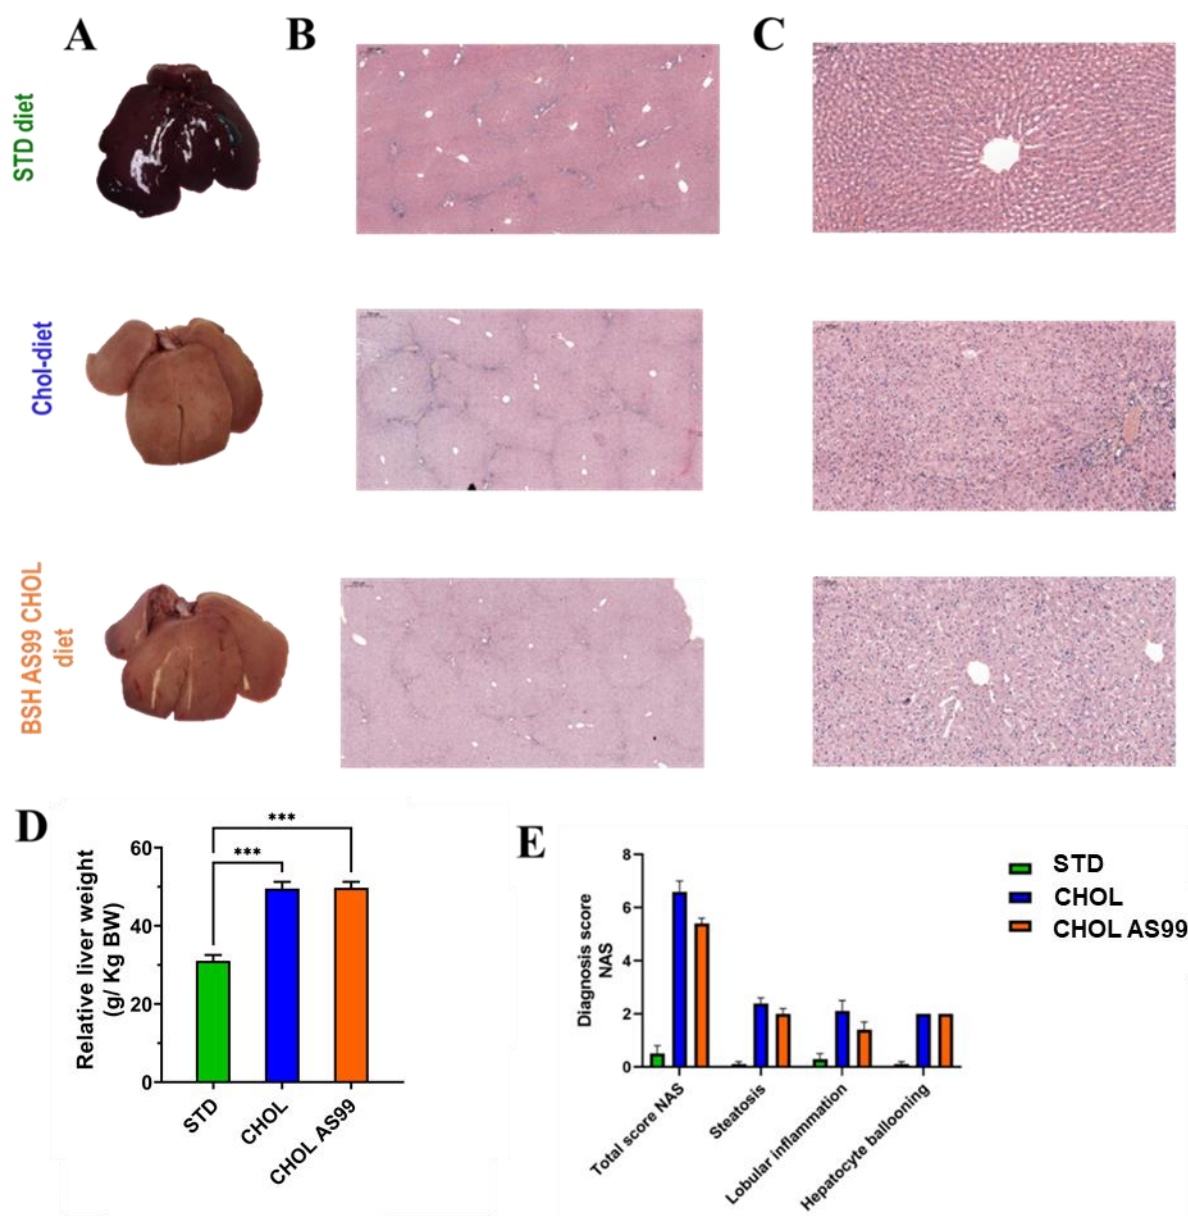 A
B
C
STD diet
Chol-diet
BSH AS99 CHOL
diet
D
Relative liver weight
(g/ Kg BW)
60
40
20
0
***
***
STD
CHOL
CHOL AS99
E
Diagnosis score
NAS
8
6
4
2
0
Total score NAS
Steatosis
Lobular inflammation
Hepatocyte ballooning
STD
CHOL
CHOL AS99